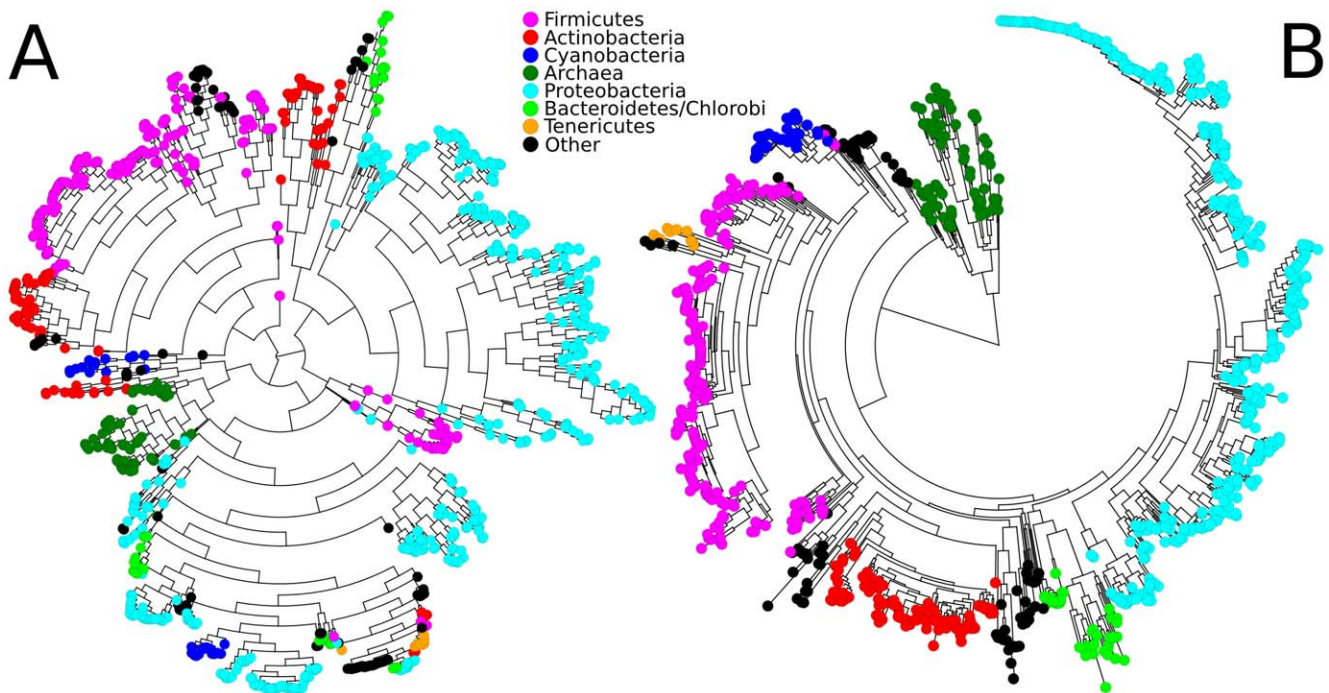 A
Firmicutes
Actinobacteria
Cyanobacteria
Archaea
Proteobacteria
Bacteroidetes/Chlorobi
Tenericutes
Other
B